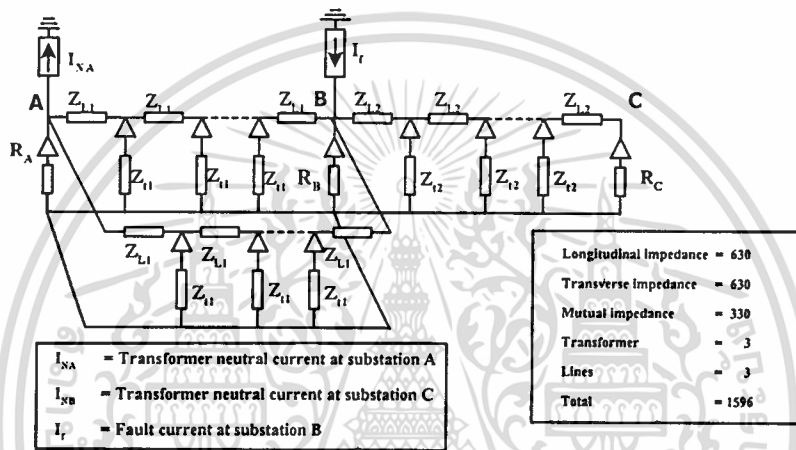 I_NA
I_f
A
Z_L1
Z_L1
Z_L1
B
Z_L2
Z_L2
Z_L2
C
R_A
Z_t1
Z_t1
Z_t1
R_B
Z_t2
Z_t2
Z_t2
R_C
Z_L1
Z_L1
Z_L1
Z_t1
Z_t1
Z_t1
I_NA = Transformer neutral current at substation A
I_NB = Transformer neutral current at substation C
I_f = Fault current at substation B
Longitudinal impedance = 630
Transverse impedance = 630
Mutual impedance = 330
Transformer = 3
Lines = 3
Total = 1596